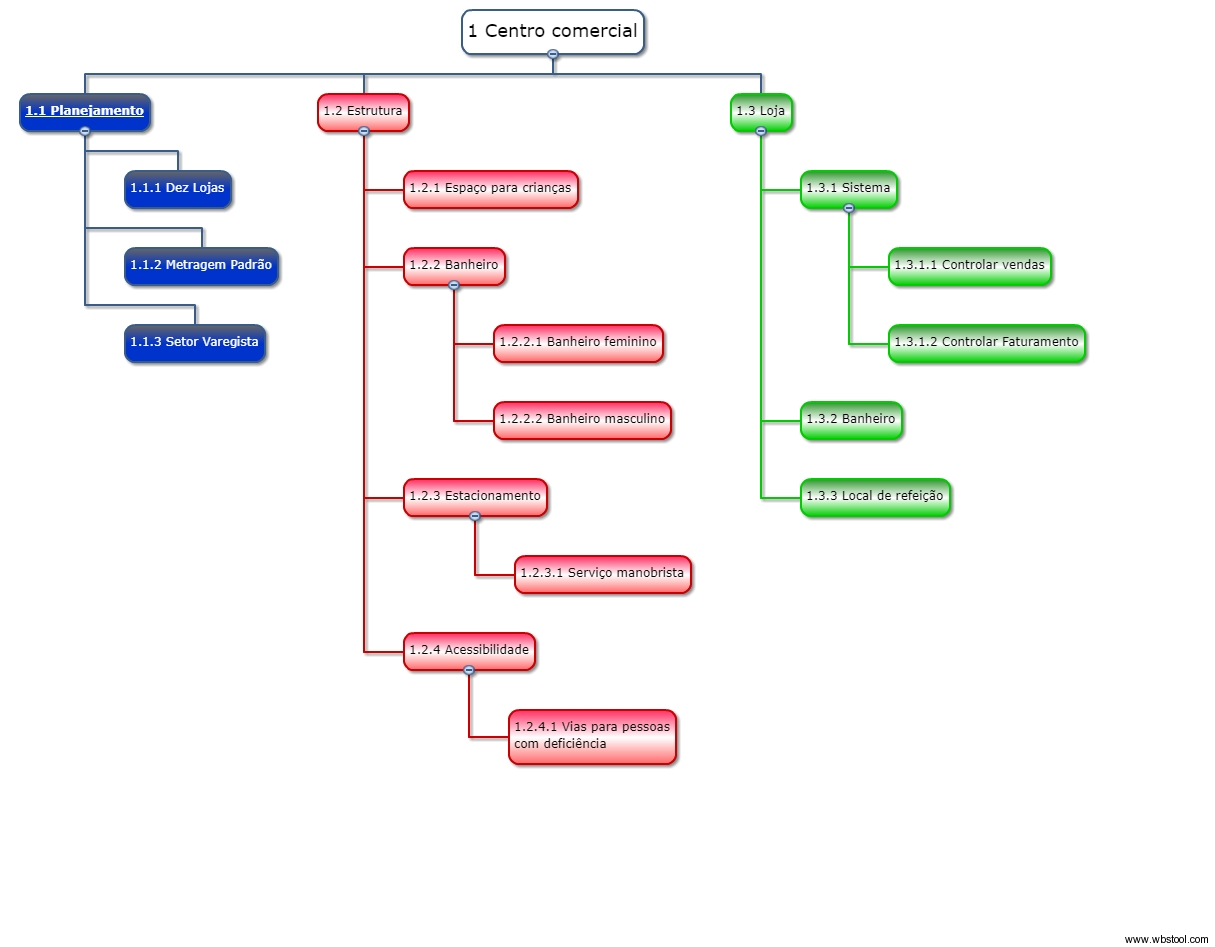 1 Centro comercial
1.1 Planejamento
1.1.1 Dez Lojas
1.1.2 Metragem Padrão
1.1.3 Setor Varegista
1.2 Estrutura
1.2.1 Espaço para crianças
1.2.2 Banheiro
1.2.2.1 Banheiro feminino
1.2.2.2 Banheiro masculino
1.2.3 Estacionamento
1.2.3.1 Serviço manobrista
1.2.4 Acessibilidade
1.2.4.1 Vias para pessoas
com deficiência
1.3 Loja
1.3.1 Sistema
1.3.1.1 Controlar vendas
1.3.1.2 Controlar Faturamento
1.3.2 Banheiro
1.3.3 Local de refeição
www.wbstool.com